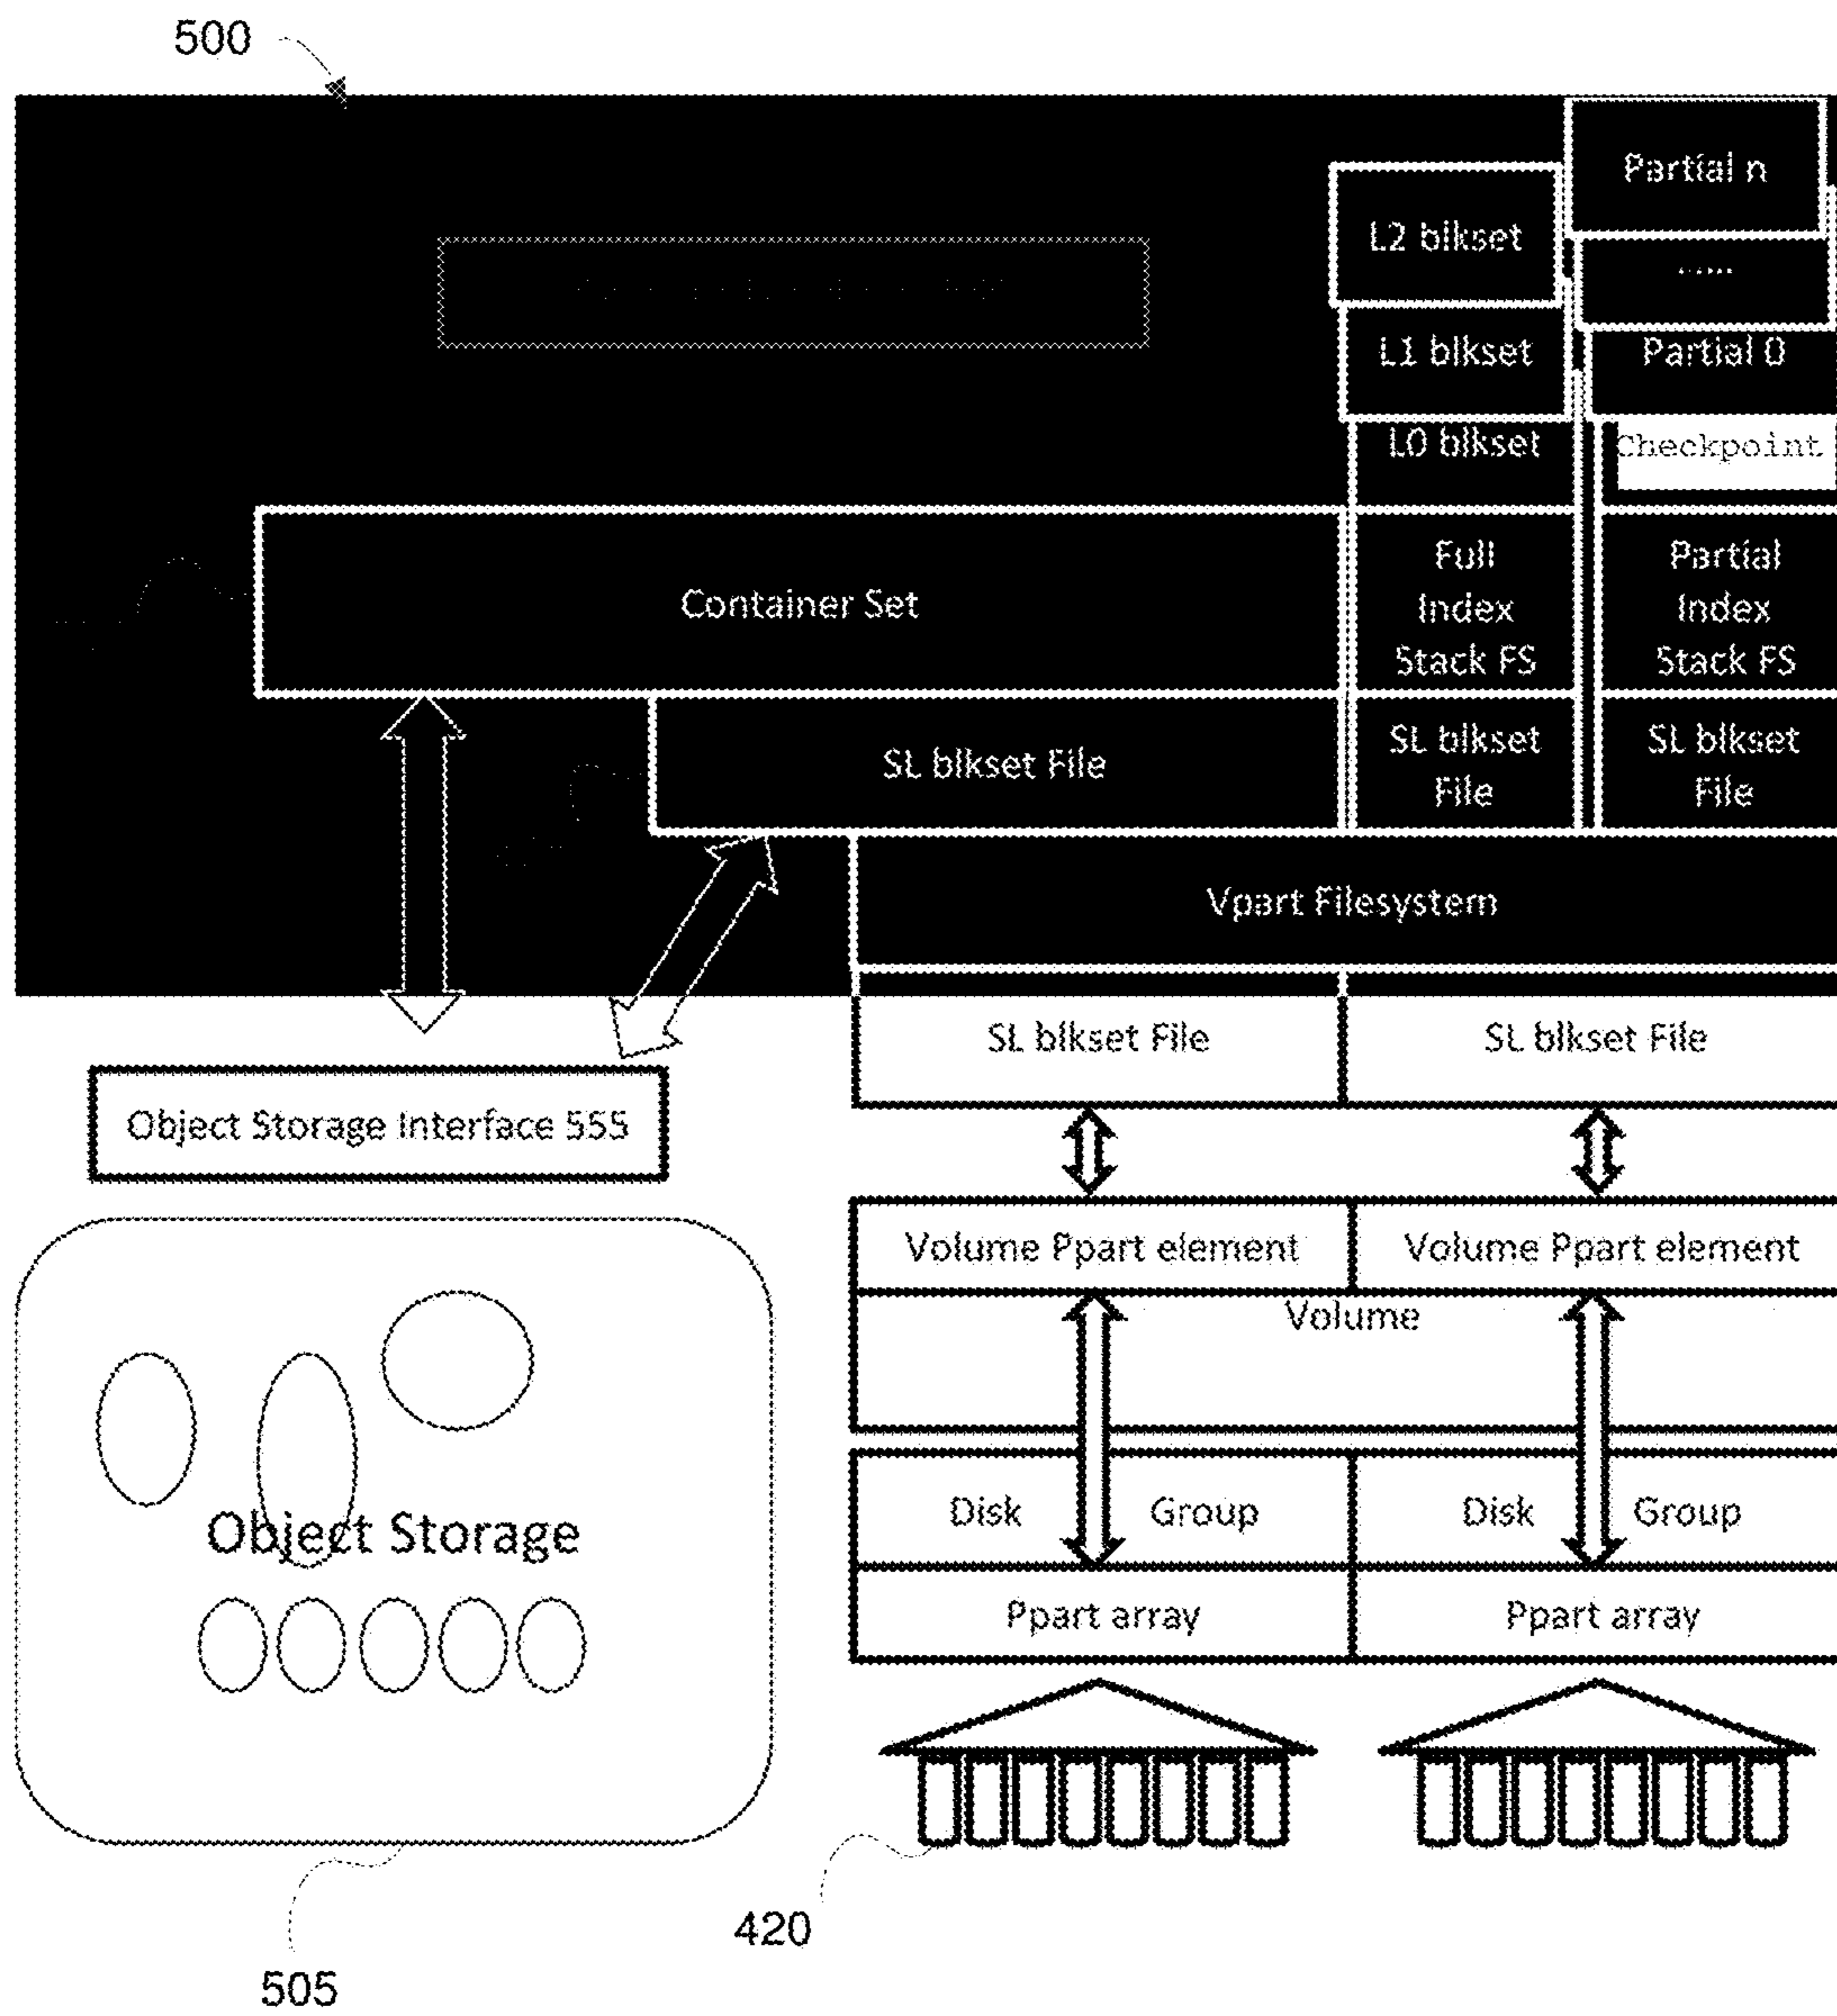 500
Partial n
L2 blkset
.....
L1 blkset
Partial 0
L0 blkset
Checkpoint
Container Set
Full
Index
Stack FS
Partial
Index
Stack FS
SL blkset File
SL blkset
File
SL blkset
File
Vpart Filesystem
SL blkset File
SL blkset File
Object Storage Interface 555
Volume Ppart element
Volume Ppart element
Volume
Disk Group
Disk Group
Object Storage
Ppart array
Ppart array
420
505